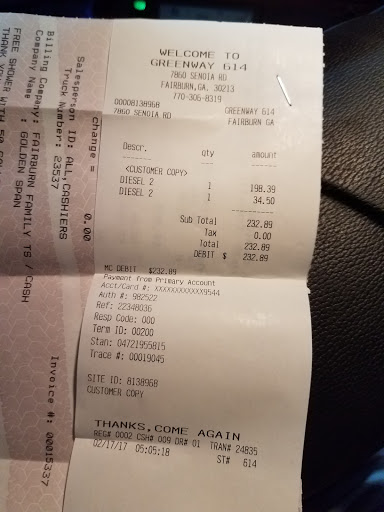 WELCOME TO
GREENWAY 614
7860 SENOIA RD
FAIRBURN,GA. 30213
770-306-8319
00008138968 GREENWAY 614
7860 SENOIA RD FAIRBURN GA
Descr. qty amount
<CUSTOMER COPY>
DIESEL 2 1 198.39
DIESEL 2 1 34.50
Sub Total 232.89
Tax 0.00
Total 232.89
DEBIT $ 232.89
MC DEBIT $232.89
Payment from Primary Account
Acct/Card #: XXXXXXXXXXXX9544
Auth #: 982522
Ref: 22348036
Resp Code: 000
Term ID: 00200
Stan: 04721955815
Trace #: 00019045
SITE ID: 8138968
CUSTOMER COPY
THANKS,COME AGAIN
REG# 0002 CSH# 009 DR# 01 TRAN# 24835
02/17/17 05:05:18 ST# 614
change = 0.00
Salesperson ID: ALL,CASHIERS
Truck Number: 23537
Billing Company: FAIRBURN FAMILY TS / CASH
Company Name : GOLDEN SPAN
Invoice #: 00015337
FREE SHOWER
THANK YOU WITH 50